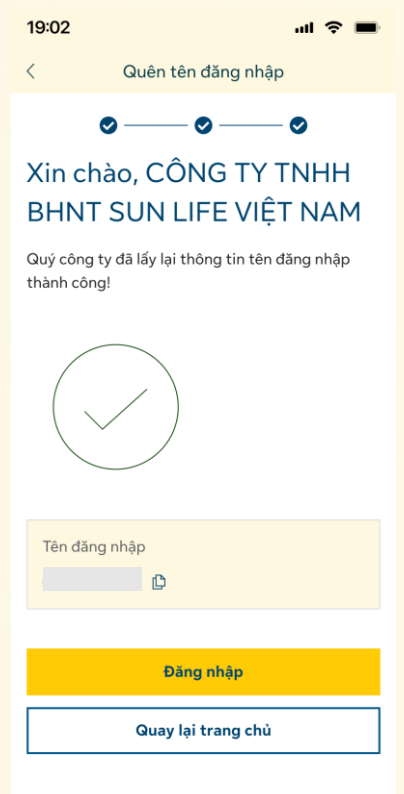 19:02
Quên tên đăng nhập
Xin chào, CÔNG TY TNHH
BHNT SUN LIFE VIỆT NAM
Quý công ty đã lấy lại thông tin tên đăng nhập
thành công!
Tên đăng nhập
Đăng nhập
Quay lại trang chủ